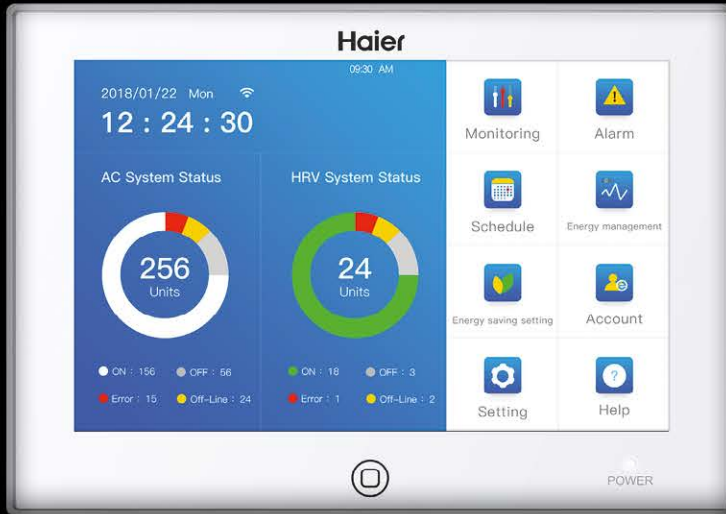 Haier
09:30 AM
2018/01/22 Mon
12 : 24 : 30
AC System Status
256
Units
ON : 156 OFF : 56
Error : 15 Off-Line : 24
HRV System Status
24
Units
ON : 18 OFF : 3
Error : 1 Off-Line : 2
Monitoring
Alarm
Schedule
Energy management
Energy saving setting
Account
e
Setting
?
Help
POWER